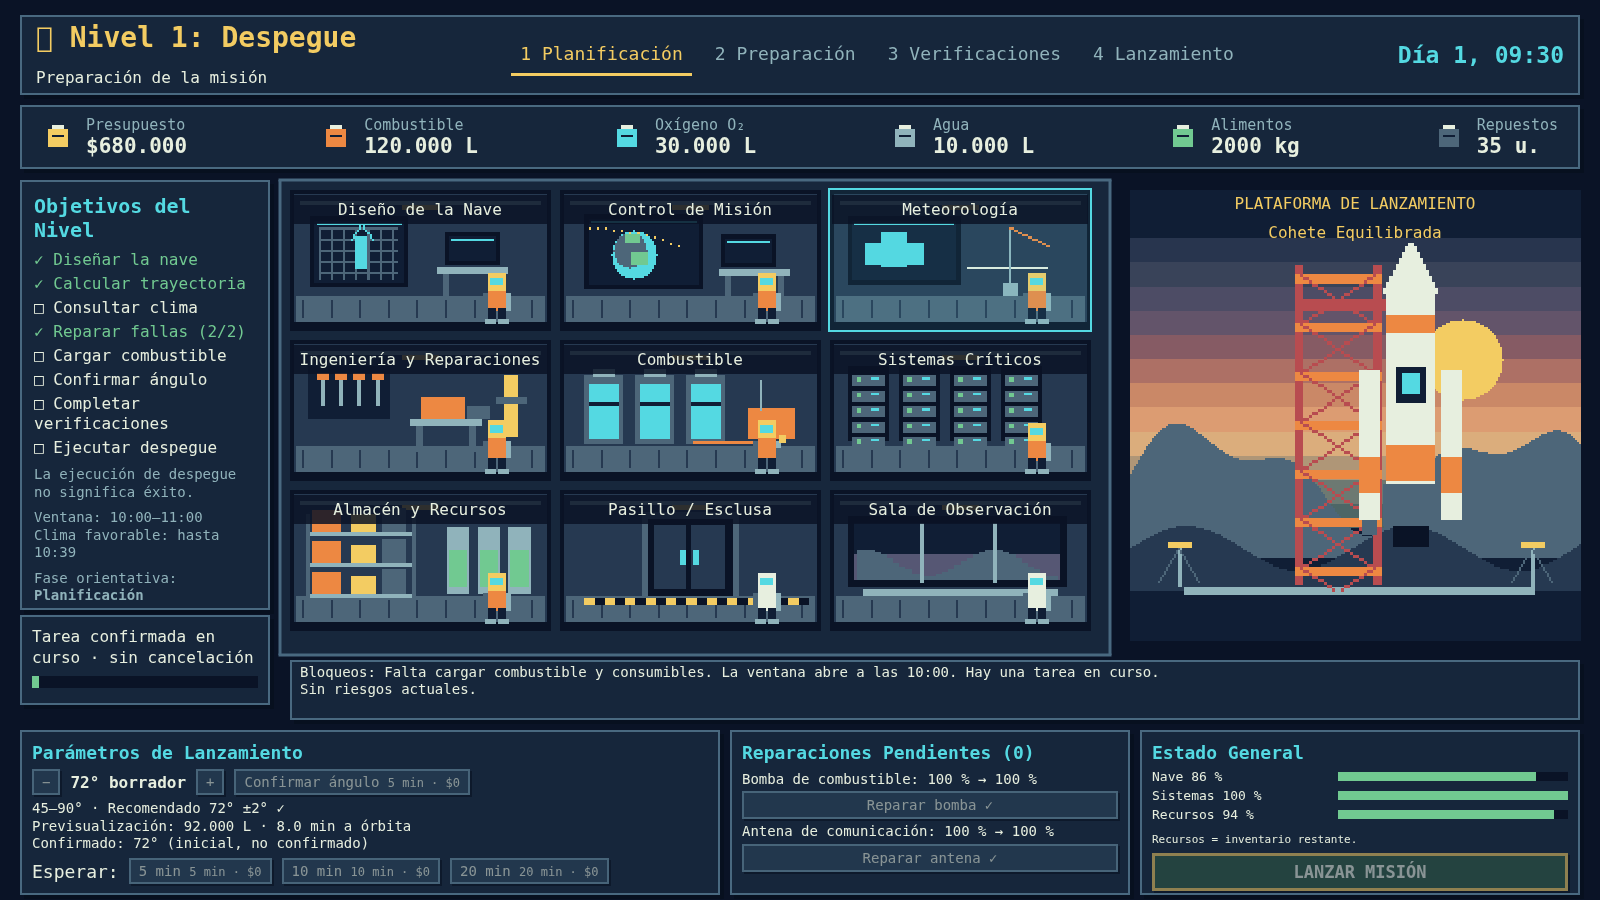 Nivel 1: Despegue
Preparación de la misión
1 Planificación
2 Preparación
3 Verificaciones
4 Lanzamiento
Día 1, 09:30
Presupuesto
$680.000
Combustible
120.000 L
Oxígeno O₂
30.000 L
Agua
10.000 L
Alimentos
2000 kg
Repuestos
35 u.
Objetivos del
Nivel
✓ Diseñar la nave
✓ Calcular trayectoria
□ Consultar clima
✓ Reparar fallas (2/2)
□ Cargar combustible
□ Confirmar ángulo
□ Completar
verificaciones
□ Ejecutar despegue
La ejecución de despegue
no significa éxito.
Ventana: 10:00–11:00
Clima favorable: hasta
10:39
Fase orientativa:
Planificación
Tarea confirmada en
curso · sin cancelación
Diseño de la Nave
Control de Misión
Meteorología
Ingeniería y Reparaciones
Combustible
Sistemas Críticos
Almacén y Recursos
Pasillo / Esclusa
Sala de Observación
PLATAFORMA DE LANZAMIENTO
Cohete Equilibrada
Bloqueos: Falta cargar combustible y consumibles. La ventana abre a las 10:00. Hay una tarea en curso.
Sin riesgos actuales.
Parámetros de Lanzamiento
− 72° borrador + Confirmar ángulo 5 min · $0
45–90° · Recomendado 72° ±2° ✓
Previsualización: 92.000 L · 8.0 min a órbita
Confirmado: 72° (inicial, no confirmado)
Esperar: 5 min 5 min · $0 10 min 10 min · $0 20 min 20 min · $0
Reparaciones Pendientes (0)
Bomba de combustible: 100 % → 100 %
Reparar bomba ✓
Antena de comunicación: 100 % → 100 %
Reparar antena ✓
Estado General
Nave 86 %
Sistemas 100 %
Recursos 94 %
Recursos = inventario restante.
LANZAR MISIÓN